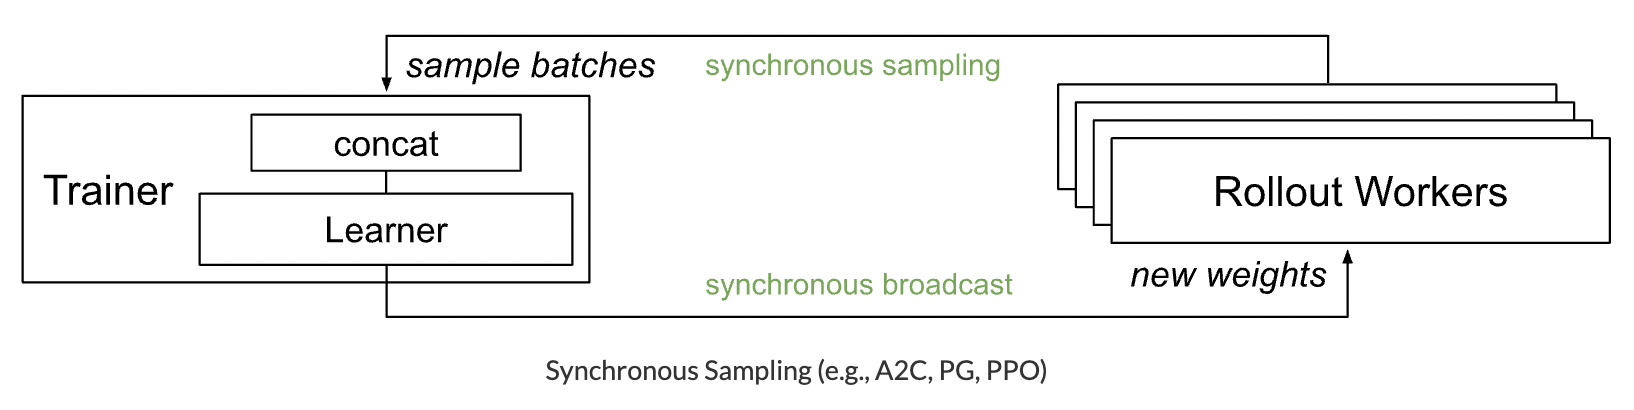 sample batches
synchronous sampling
concat
Trainer
Learner
Rollout Workers
synchronous broadcast
new weights
Synchronous Sampling (e.g., A2C, PG, PPO)